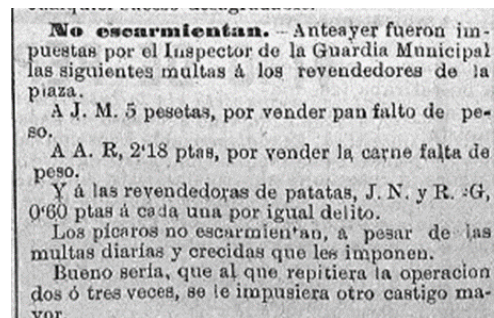 No escarmientan. — Anteayer fueron im-
puestas por el Inspector de la Guardia Municipal
las siguientes multas á los revendedores de la
plaza.
A J. M. 5 pesetas, por vender pan falto de pe-
so.
A A. R, 2'18 ptas, por vender la carne falta de
peso.
Y á las revendedoras de patatas, J. N. y R. G,
0'60 ptas á cada una por igual delito.
Los pícaros no escarmientan, á pesar de las
multas diarias y crecidas que les imponen.
Bueno sería, que al que repitiera la operacion
dos ó tres veces, se le impusiera otro castigo ma-
yor.